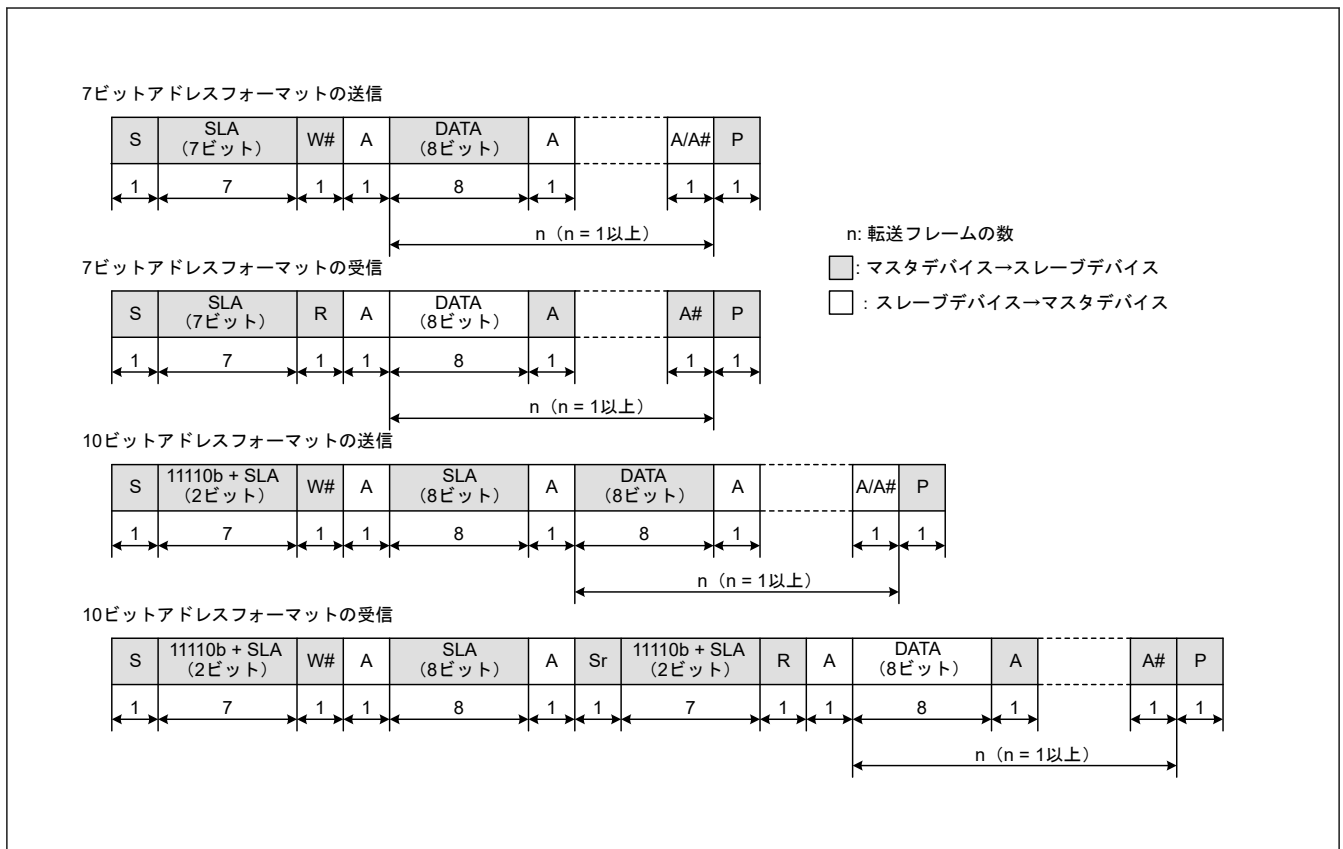 7ビットアドレスフォーマットの送信
S SLA W# A DATA A A/A# P
(7ビット) (8ビット)
1 7 1 1 8 1 1 1
n(n = 1以上)
n: 転送フレームの数
: マスタデバイス→スレーブデバイス
: スレーブデバイス→マスタデバイス
7ビットアドレスフォーマットの受信
S SLA R A DATA A A# P
(7ビット) (8ビット)
1 7 1 1 8 1 1 1
n(n = 1以上)
10ビットアドレスフォーマットの送信
S 11110b + SLA W# A SLA A DATA A A/A# P
(2ビット) (8ビット) (8ビット)
1 7 1 1 8 1 8 1 1 1
n(n = 1以上)
10ビットアドレスフォーマットの受信
S 11110b + SLA W# A SLA A Sr 11110b + SLA R A DATA A A# P
(2ビット) (8ビット) (2ビット) (8ビット)
1 7 1 1 8 1 1 7 1 1 8 1 1 1
n(n = 1以上)